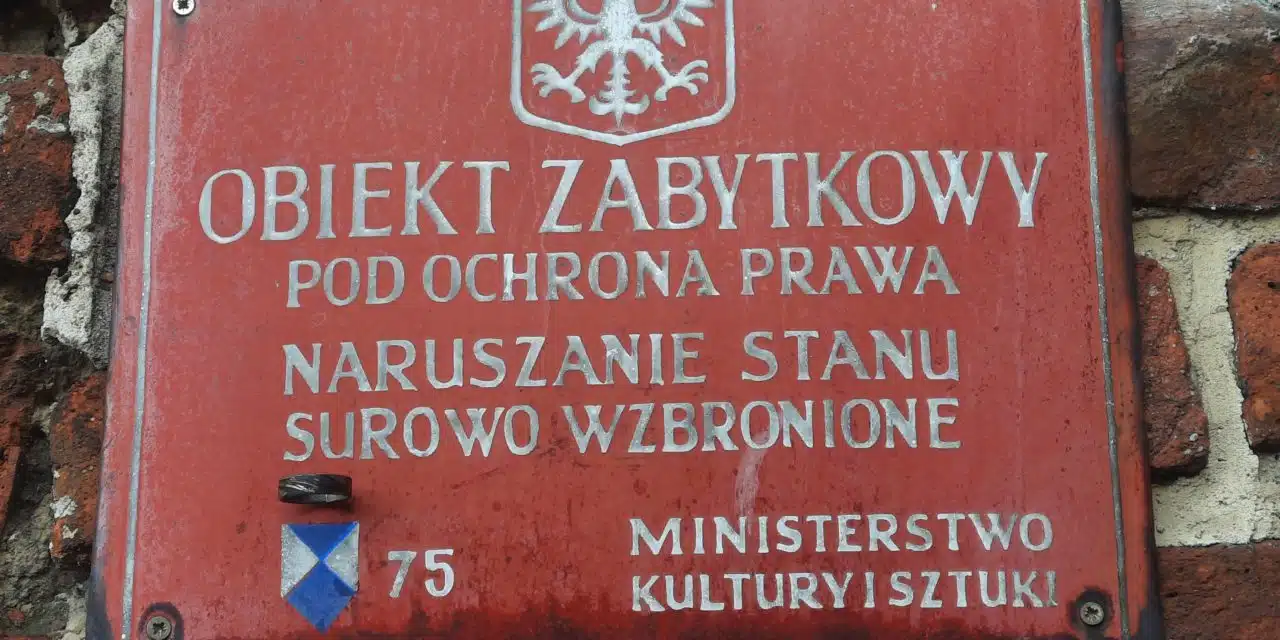 OBIEKT ZABYTKOWY
POD OCHRONA PRAWA
NARUSZANIE STANU
SUROWO WZBRONIONE
75
MINISTERSTWO
KULTURY I SZTUKI